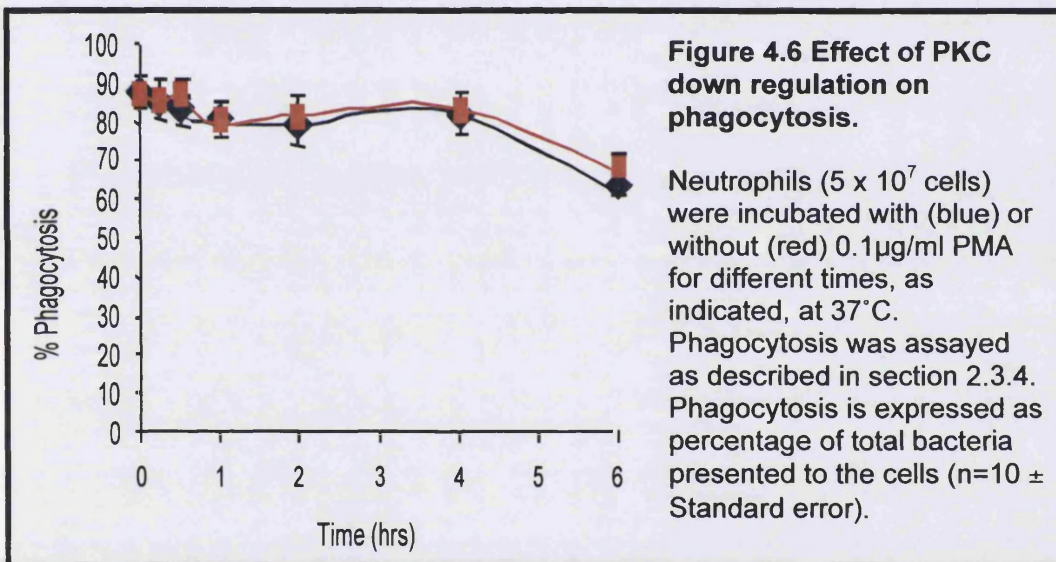 100
90
80
70
60
50
40
30
20
10
0
% Phagocytosis
0 1 2 3 4 5 6
Time (hrs)
Figure 4.6 Effect of PKC
down regulation on
phagocytosis.
Neutrophils (5 x 10⁷ cells)
were incubated with (blue) or
without (red) 0.1µg/ml PMA
for different times, as
indicated, at 37°C.
Phagocytosis was assayed
as described in section 2.3.4.
Phagocytosis is expressed as
percentage of total bacteria
presented to the cells (n=10 ±
Standard error).